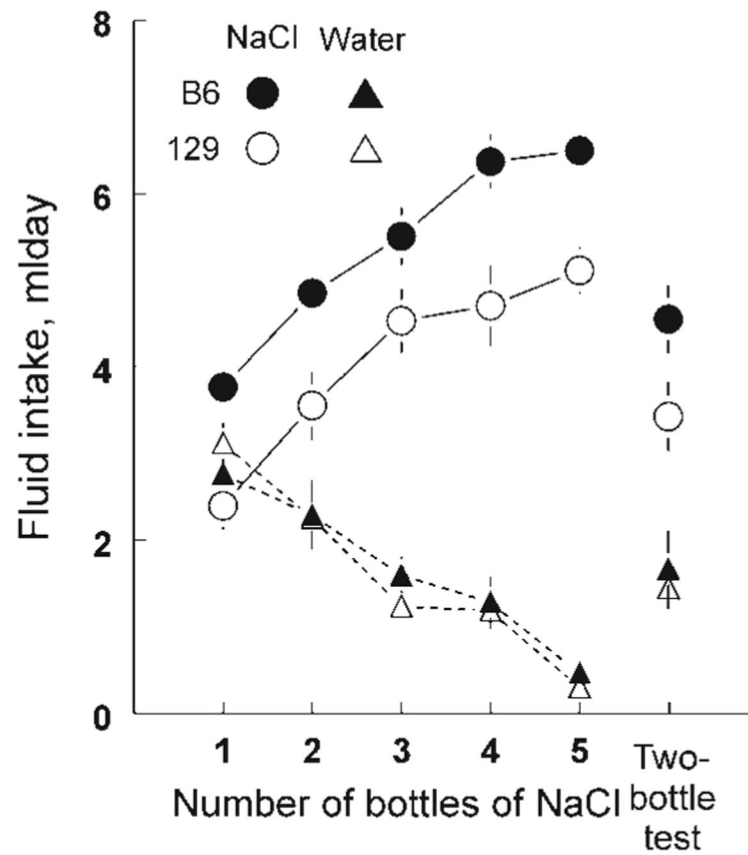 NaCl Water
B6
129
Fluid intake, mlday
8
6
4
2
0
1 2 3 4 5
Two-
bottle
test
Number of bottles of NaCl